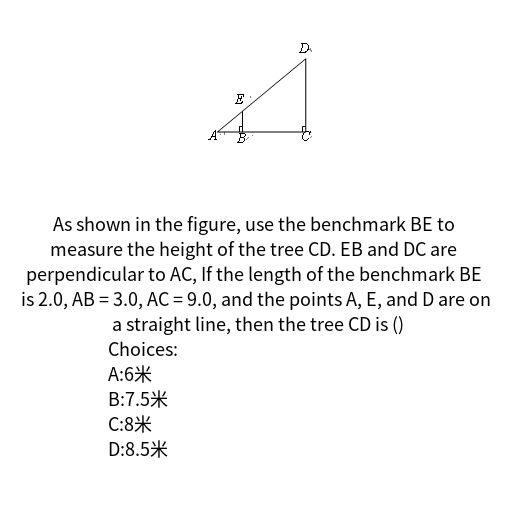 D
E
A
B
C
As shown in the figure, use the benchmark BE to
measure the height of the tree CD. EB and DC are
perpendicular to AC, If the length of the benchmark BE
is 2.0, AB = 3.0, AC = 9.0, and the points A, E, and D are on
a straight line, then the tree CD is ()
Choices:
A:6米
B:7.5米
C:8米
D:8.5米